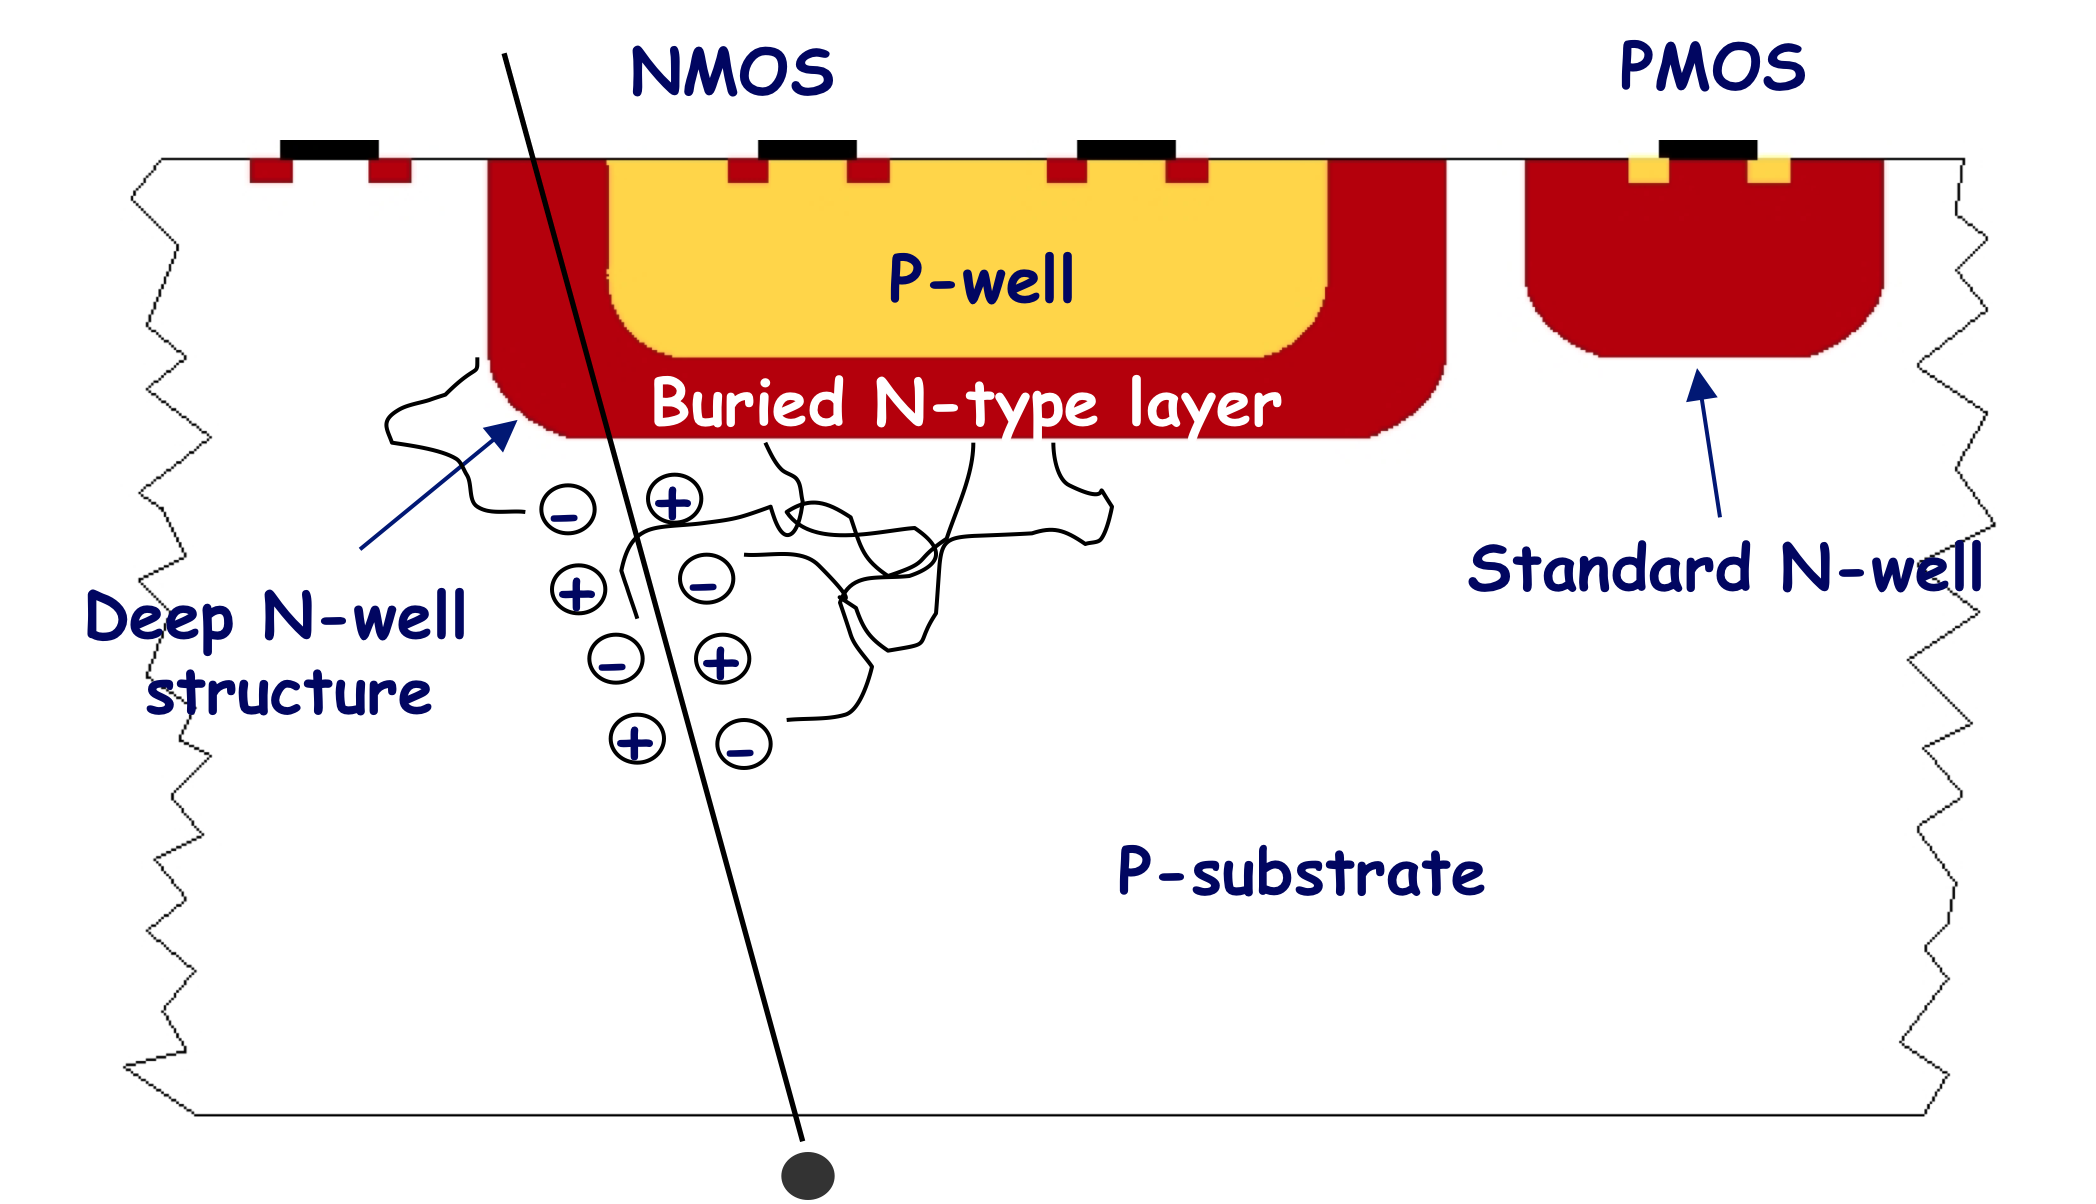 NMOS
PMOS
P-well
Buried N-type layer
-
+
+
-
-
+
+
-
Standard N-well
Deep N-well
structure
P-substrate